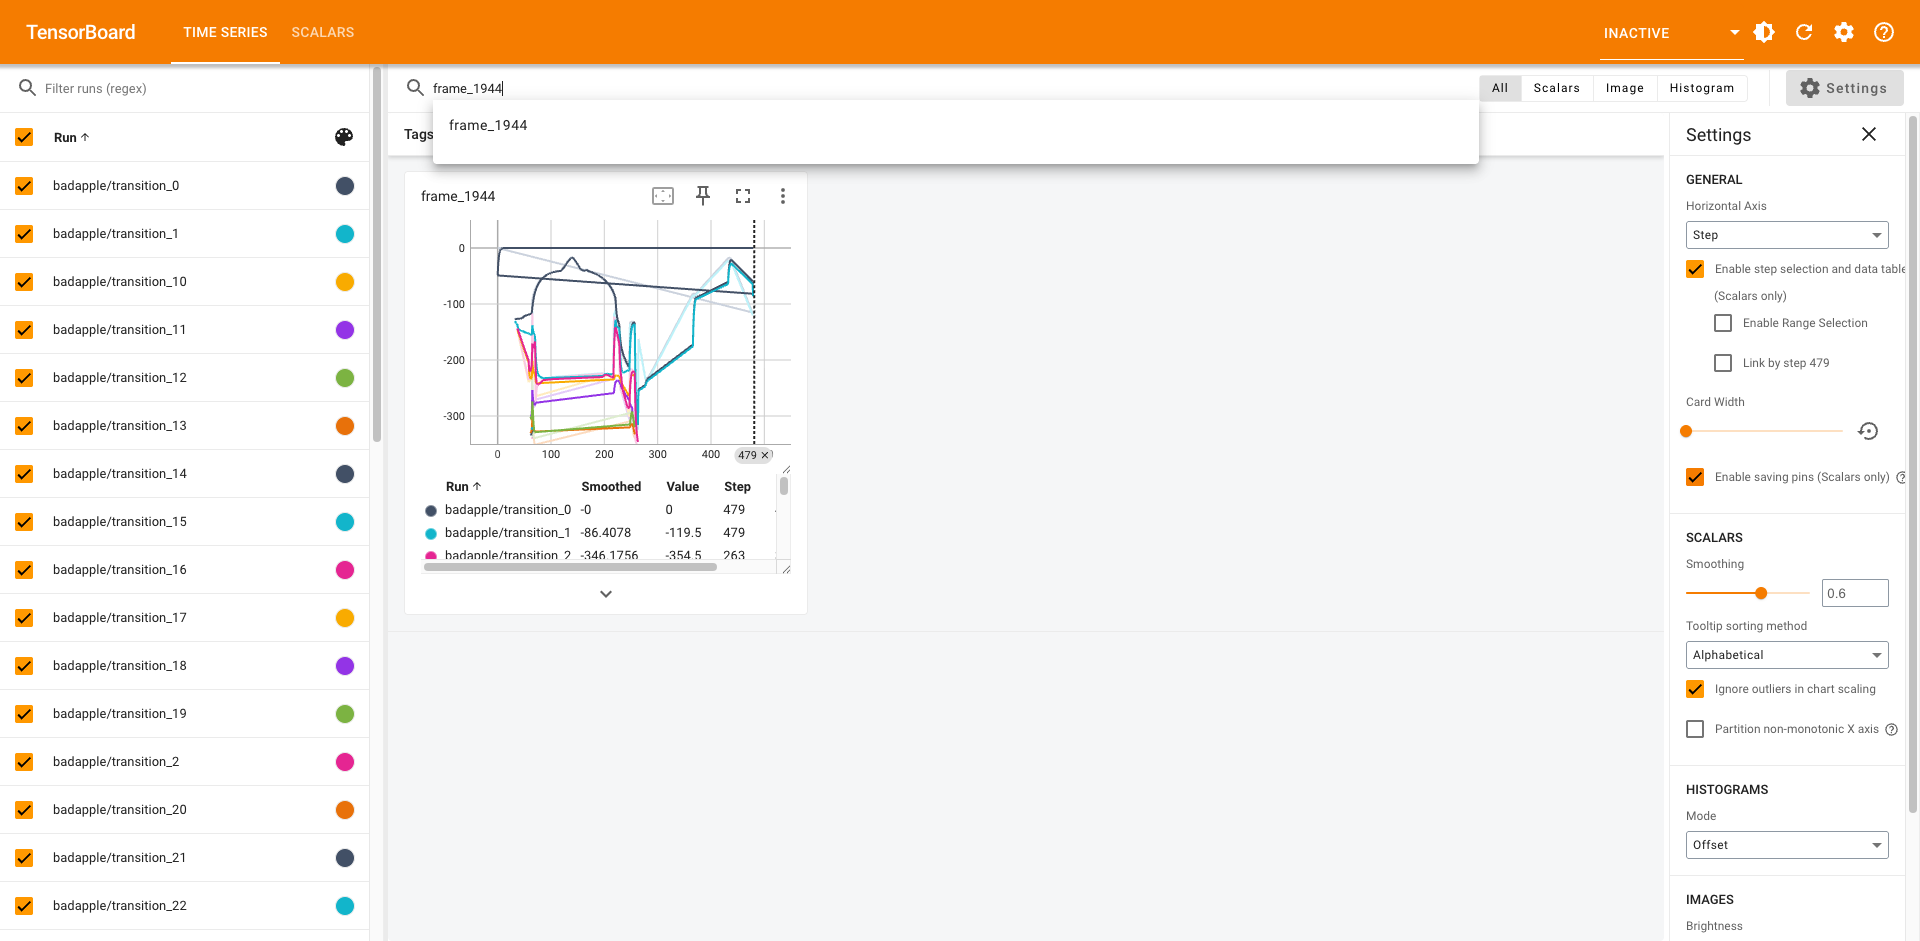 TensorBoard TIME SERIES SCALARS INACTIVE
Filter runs (regex)
Run
badapple/transition_0
badapple/transition_1
badapple/transition_10
badapple/transition_11
badapple/transition_12
badapple/transition_13
badapple/transition_14
badapple/transition_15
badapple/transition_16
badapple/transition_17
badapple/transition_18
badapple/transition_19
badapple/transition_2
badapple/transition_20
badapple/transition_21
badapple/transition_22
frame_1944
All Scalars Image Histogram Settings
frame_1944
Tags
frame_1944
0
-100
-200
-300
0 100 200 300 400 479
Run Smoothed Value Step
badapple/transition_0 -0 0 479
badapple/transition_1 -86.4078 -119.5 479
badapple/transition_2 -346.1756 -354.5 263
Settings
GENERAL
Horizontal Axis
Step
Enable step selection and data table
(Scalars only)
Enable Range Selection
Link by step 479
Card Width
Enable saving pins (Scalars only)
SCALARS
Smoothing
0.6
Tooltip sorting method
Alphabetical
Ignore outliers in chart scaling
Partition non-monotonic X axis
HISTOGRAMS
Mode
Offset
IMAGES
Brightness